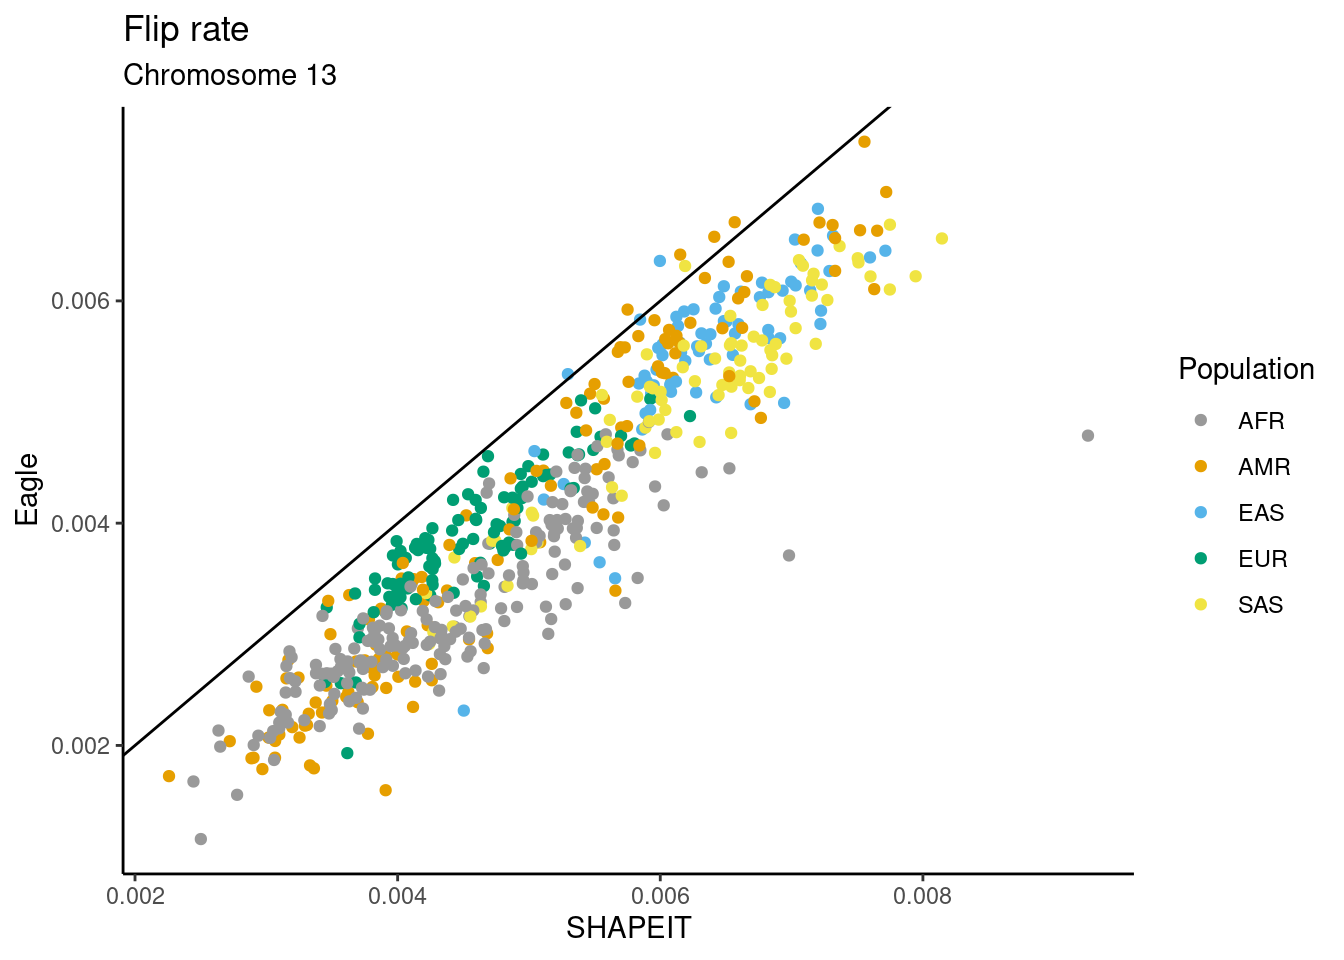 Flip rate
Chromosome 13
0.006
0.004
0.002
Eagle
0.002
0.004
0.006
0.008
SHAPEIT
Population
AFR
AMR
EAS
EUR
SAS